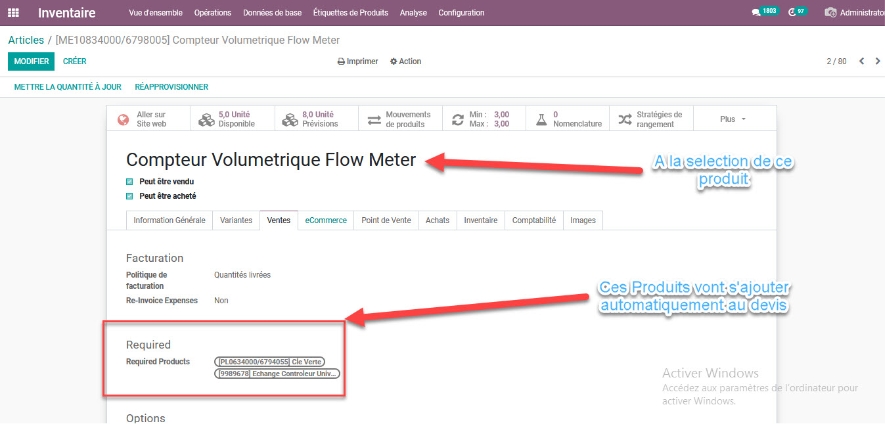 Inventaire Vue d'ensemble Opérations Données de base Étiquettes de Produits Analyse Configuration 1803 97 Administrator
Articles / [ME10834000/6798005] Compteur Volumetrique Flow Meter
MODIFIER CRÉER Imprimer Action 2 / 80
METTRE LA QUANTITÉ À JOUR RÉAPPROVISIONNER
Aller sur
Site web
5,0 Unité
Disponible
8,0 Unité
Prévisions
Mouvements
de produits
Min : 3,00
Max : 3,00
0
Nomenclature
Stratégies de
rangement
Plus
Compteur Volumetrique Flow Meter
A la selection de ce
produit
Peut être vendu
Peut être acheté
Information Générale Variantes Ventes eCommerce Point de Vente Achats Inventaire Comptabilité Images
Facturation
Politique de
facturation
Quantités livrées
Re-Invoice Expenses Non
Ces Produits vont s'ajouter
automatiquement au devis
Required
Required Products [PL0634000/6794055] Cle Verte
[9989678] Echange Controleur Univ...
Activer Windows
Accédez aux paramètres de l'ordinateur pour
activer Windows.
Options